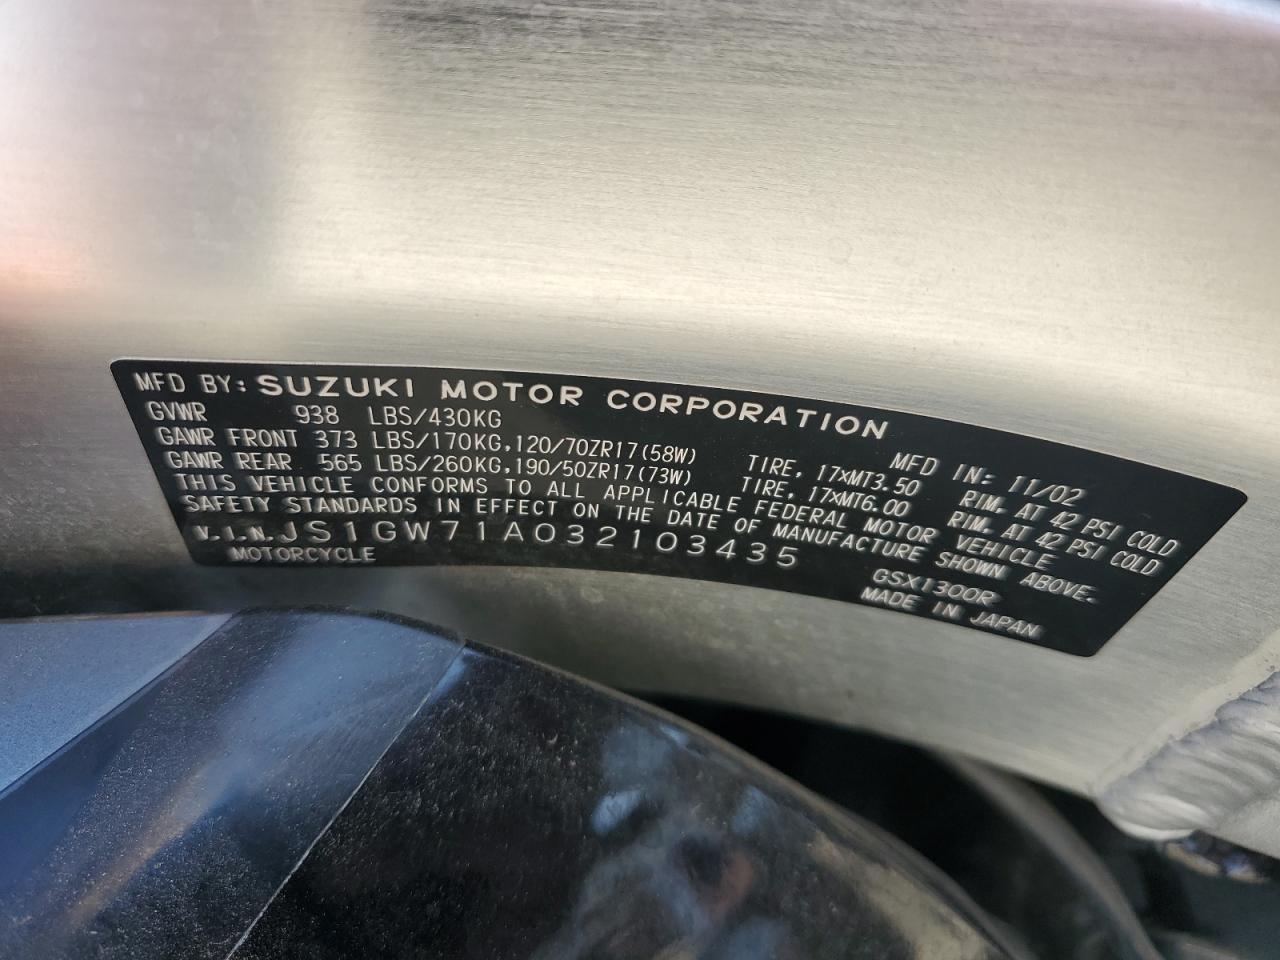 MFD BY: SUZUKI MOTOR CORPORATION MFD IN: 11/02
GVWR 938 LBS/430KG
GAWR FRONT 373 LBS/170KG,120/70ZR17(58W) TIRE, 17xMT3.50 RIM. AT 42 PSI COLD
GAWR REAR 565 LBS/260KG,190/50ZR17(73W) TIRE, 17xMT6.00 RIM. AT 42 PSI COLD
THIS VEHICLE CONFORMS TO ALL APPLICABLE FEDERAL MOTOR VEHICLE
SAFETY STANDARDS IN EFFECT ON THE DATE OF MANUFACTURE SHOWN ABOVE.
V.I.N.JS1GW71A032103435 GSX1300R
MOTORCYCLE MADE IN JAPAN